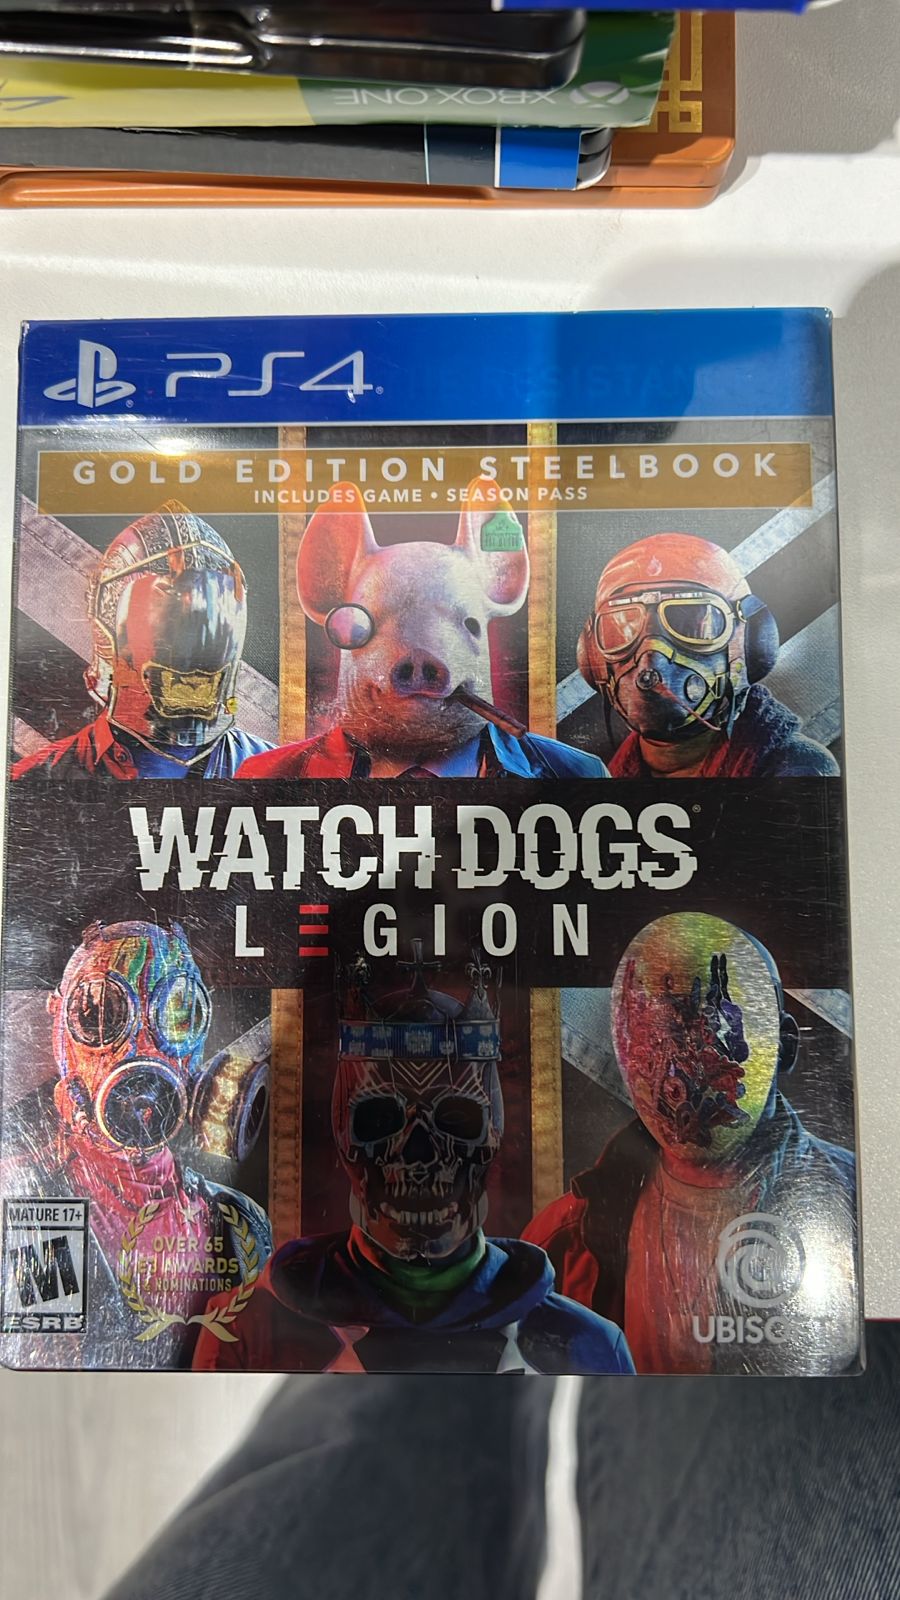 XBOX ONE
PS4
GOLD EDITION STEELBOOK
INCLUDES GAME • SEASON PASS
WATCH DOGS®
LEGION
MATURE 17+
M
ESRB
OVER 65
E3 AWARDS
& NOMINATIONS
UBISO